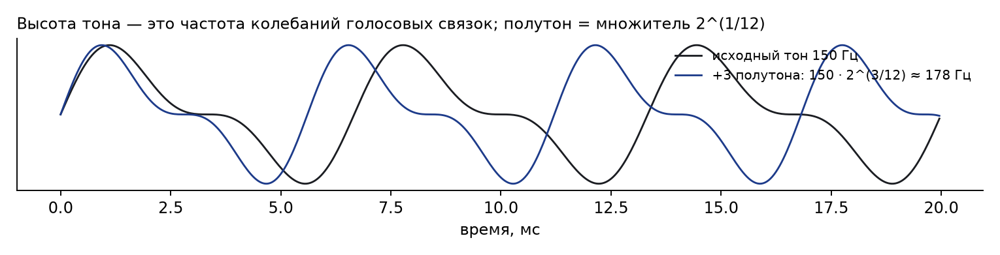 Высота тона — это частота колебаний голосовых связок; полутон = множитель 2^(1/12)
исходный тон 150 Гц
+3 полутона: 150 · 2^(3/12) ≈ 178 Гц
0.0 2.5 5.0 7.5 10.0 12.5 15.0 17.5 20.0
время, мс